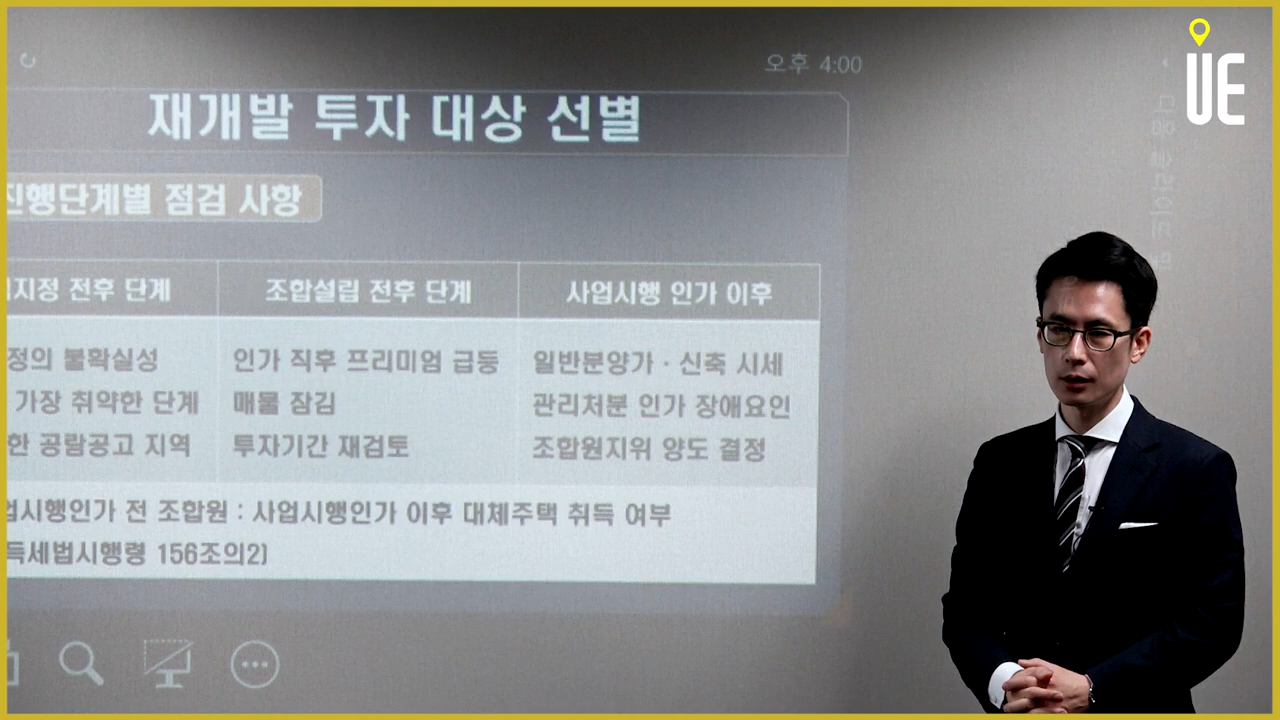 오후 4:00
UE
재개발 투자 대상 선별
진행단계별 점검 사항
지정 전후 단계
조합설립 전후 단계
사업시행 인가 이후
정의 불확실성
인가 직후 프리미엄 급등
일반분양가 · 신축 시세
가장 취약한 단계
매물 잠김
관리처분 인가 장애요인
한 공람공고 지역
투자기간 재검토
조합원지위 양도 결정
업시행인가 전 조합원 : 사업시행인가 이후 대체주택 취득 여부
득세법시행령 156조의2)
다음 슬라이드